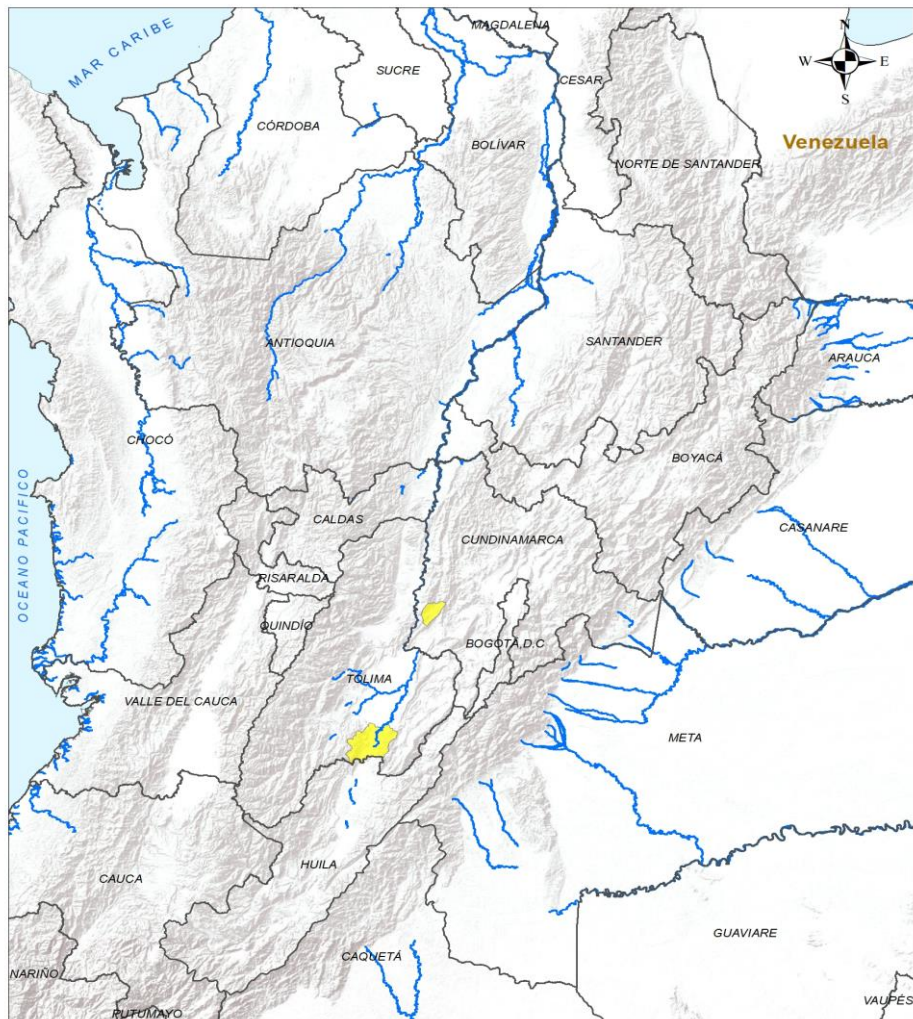 MAGDALENA
N
MAR CARIBE
SUCRE
CESAR
W
E
S
CÓRDOBA
BOLÍVAR
Venezuela
NORTE DE SANTANDER
ANTIOQUIA
SANTANDER
ARAUCA
CHOCÓ
BOYACÁ
OCEANO PACIFICO
CALDAS
CUNDINAMARCA
CASANARE
RISARALDA
QUINDÍO
BOGOTÁ,D.C
TOLIMA
VALLE DEL CAUCA
META
HUILA
CAUCA
GUAVIARE
CAQUETÁ
NARIÑO
VAUPÉS
PUTUMAYO